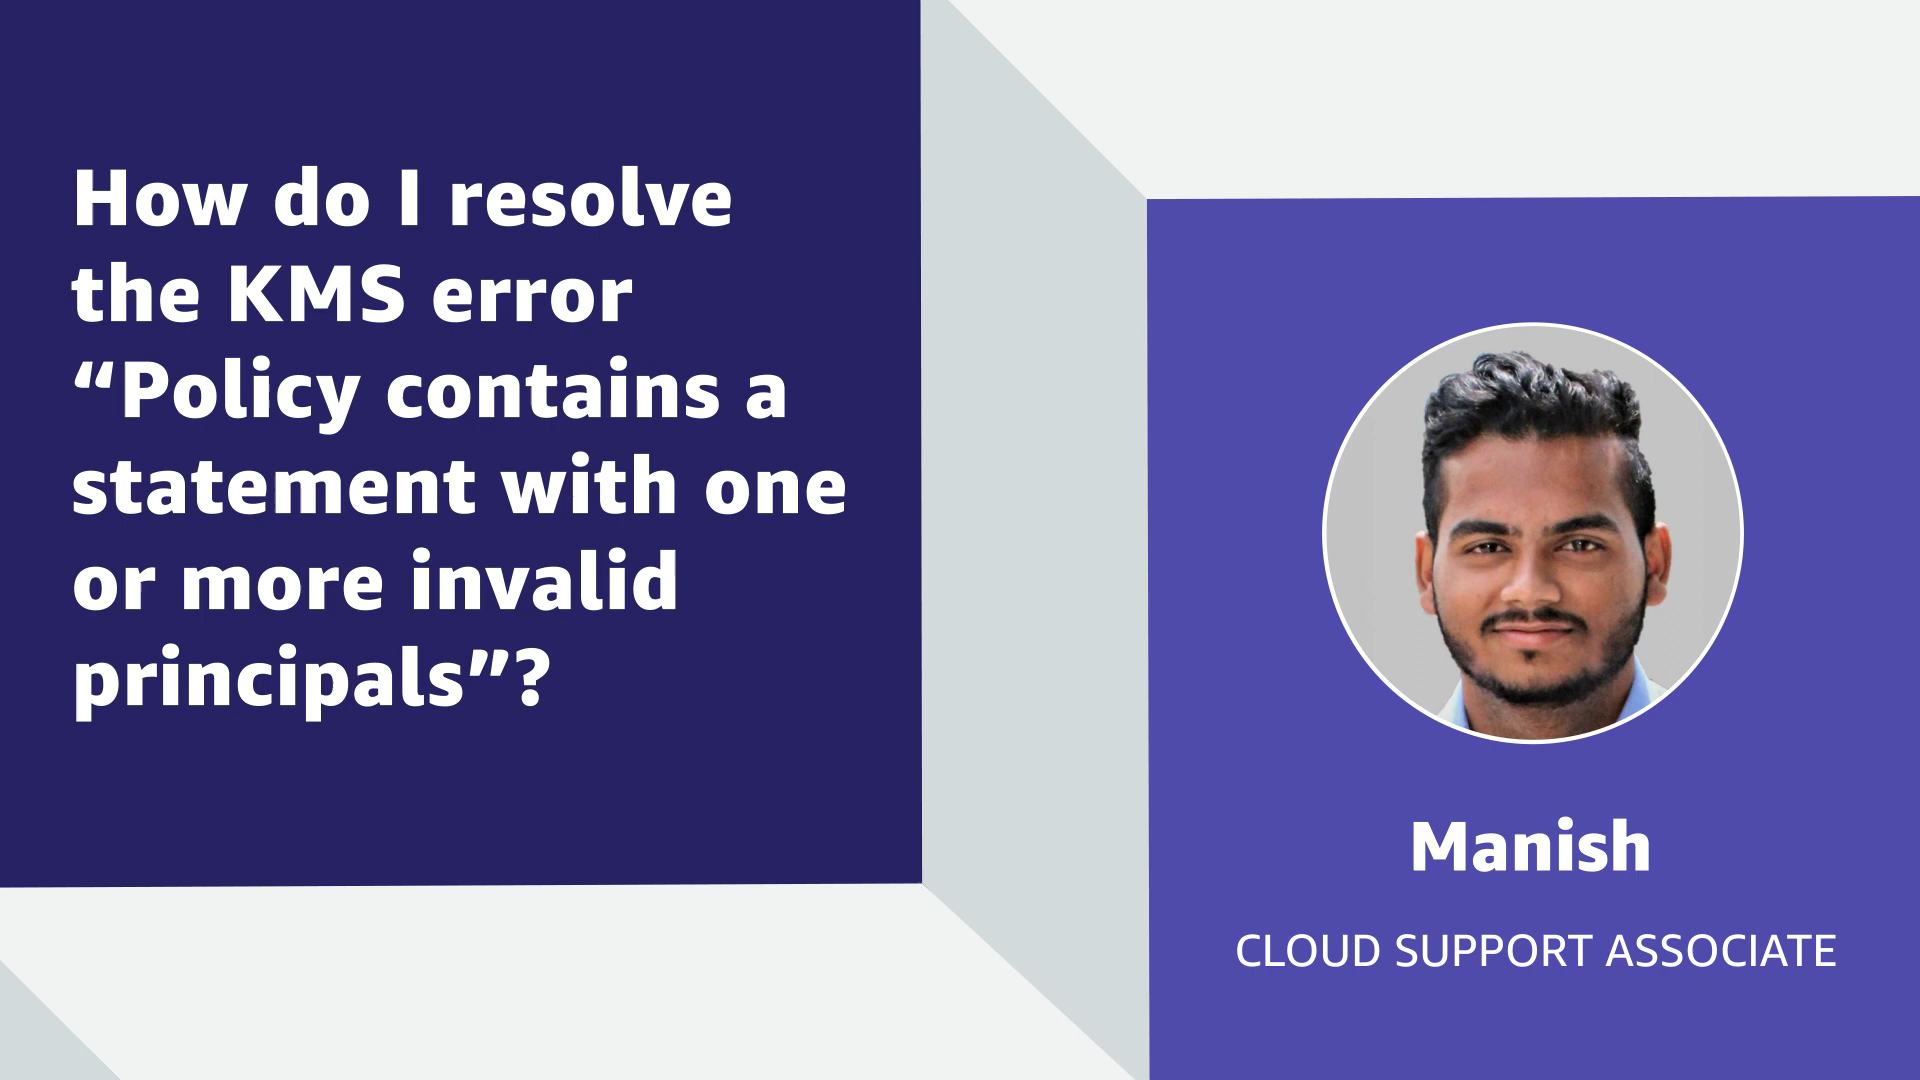 How do I resolve
the KMS error
“Policy contains a
statement with one
or more invalid
principals”?
Manish
CLOUD SUPPORT ASSOCIATE